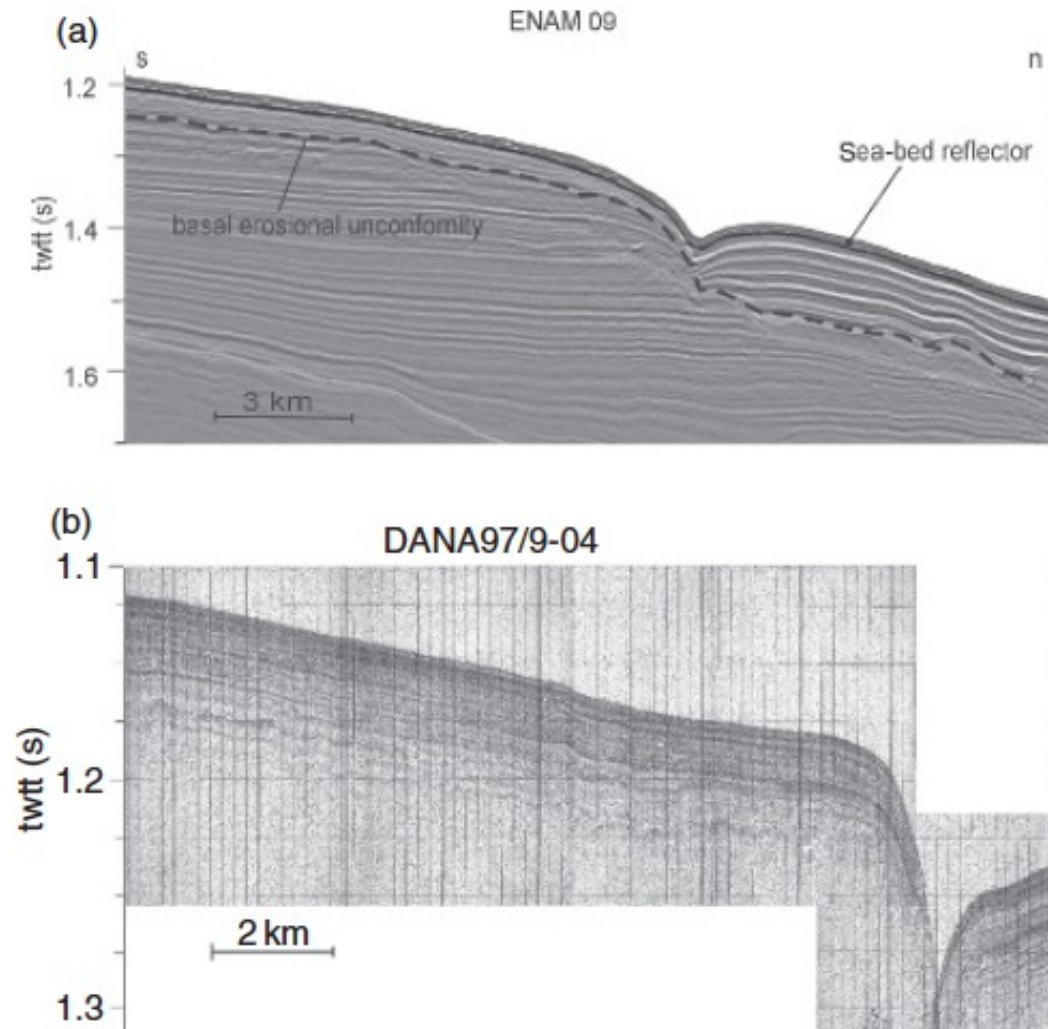 ENAM 09
(a)
s
n
1.2
Sea-bed reflector
basal erosional unconformity
1.4
twtt (s)
1.6
3 km
(b)
DANA97/9-04
1.1
1.2
twtt (s)
2 km
1.3